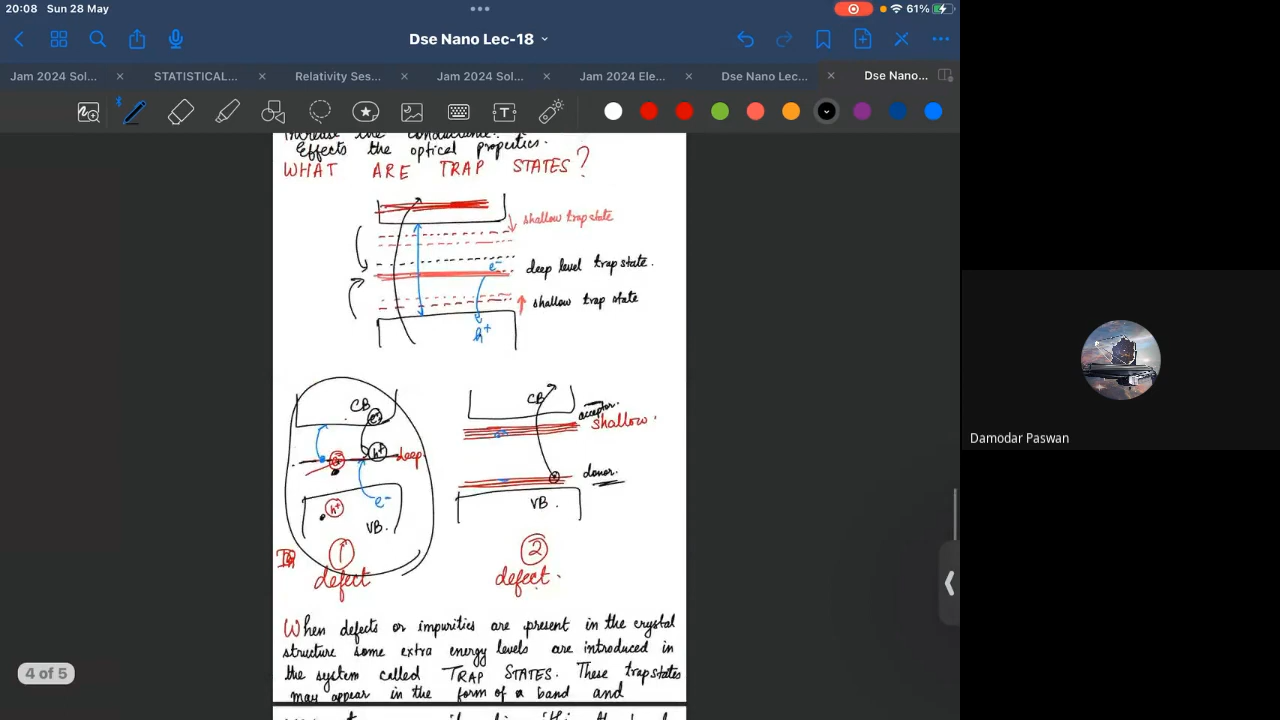 20:08 Sun 28 May
61%
Dse Nano Lec-18
Jam 2024 Sol...
STATISTICAL...
Relativity Ses...
Jam 2024 Sol...
Jam 2024 Ele...
Dse Nano Lec...
Dse Nano...
increase the conductance.
Effects the optical properties.
WHAT ARE TRAP STATES?
shallow trap state
e-
deep level trap state.
shallow trap state
h+
CB
e-
h+
deep
e-
h+
VB.
1
defect
CB
acceptor.
shallow.
donor.
VB.
2
defect.
When defects or impurities are present in the crystal
structure some extra energy levels are introduced in
the system called TRAP STATES. These trap states
may appear in the form of a band and
4 of 5
Damodar Paswan